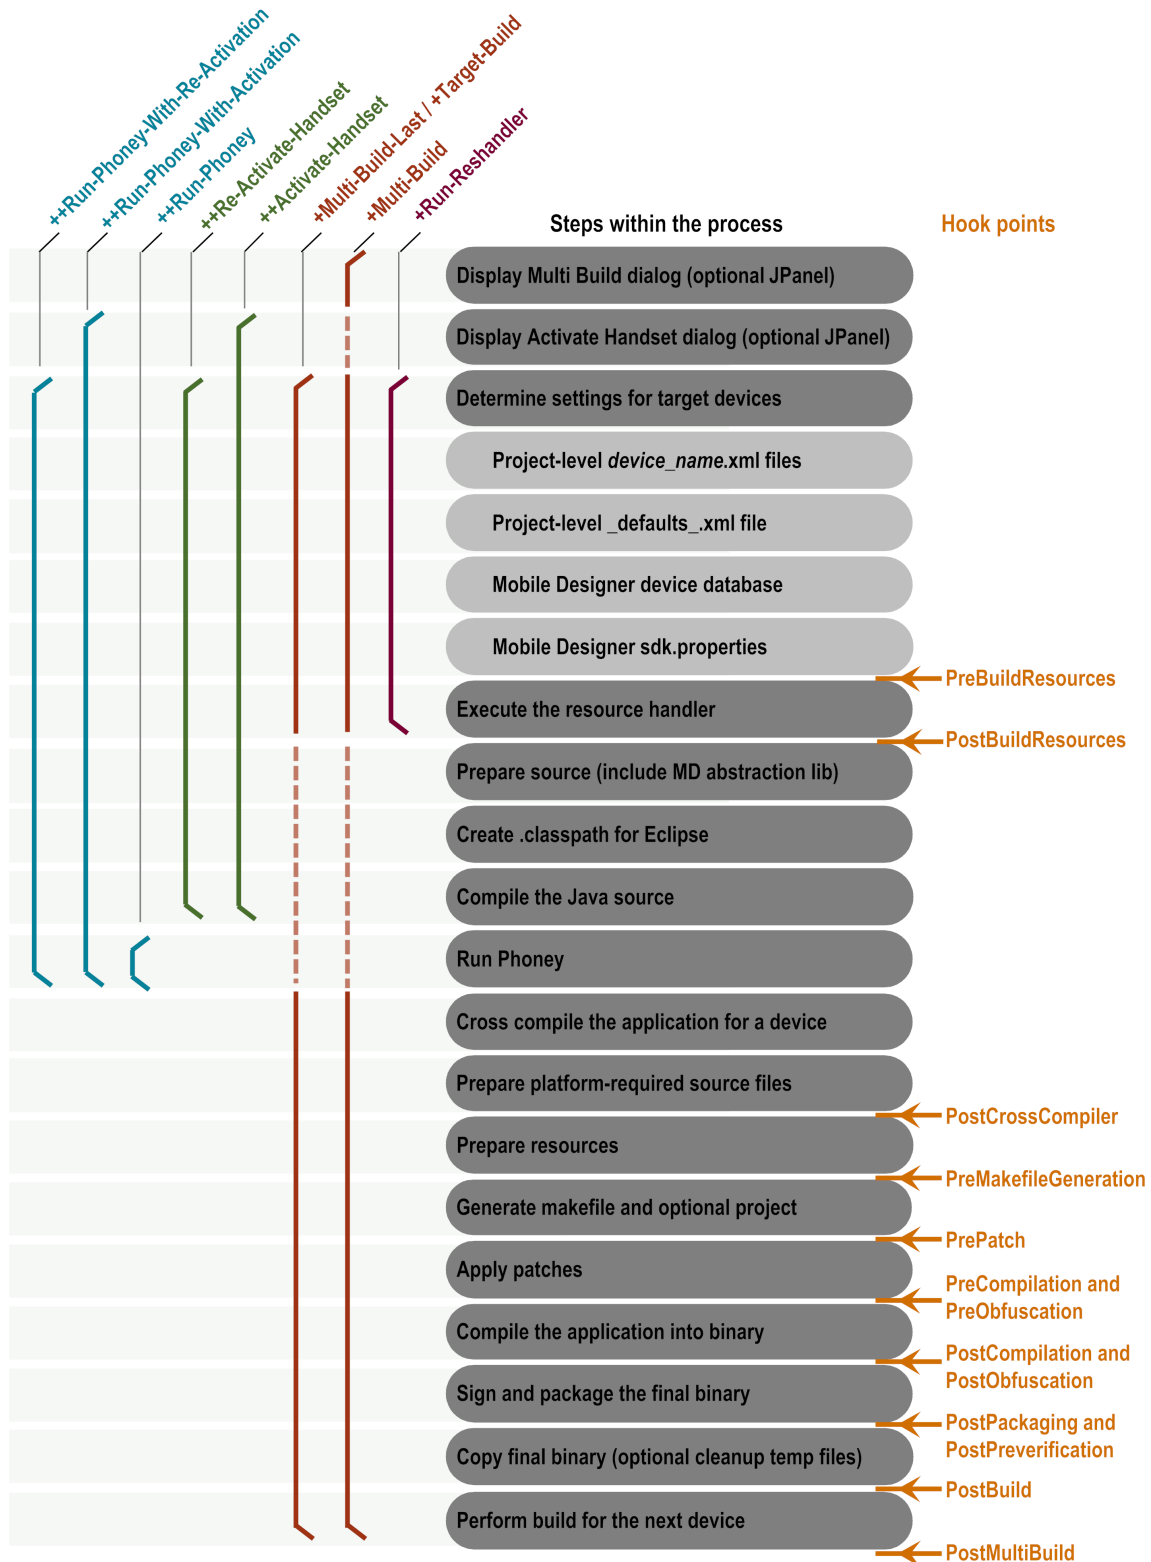 ++Run-Phoney-With-Re-Activation
++Run-Phoney-With-Activation
++Run-Phoney
++Re-Activate-Handset
++Activate-Handset
+Multi-Build-Last / +Target-Build
+Multi-Build
+Run-Reshandler
Steps within the process
Hook points
Display Multi Build dialog (optional JPanel)
Display Activate Handset dialog (optional JPanel)
Determine settings for target devices
Project-level device_name.xml files
Project-level _defaults_.xml file
Mobile Designer device database
Mobile Designer sdk.properties
PreBuildResources
Execute the resource handler
PostBuildResources
Prepare source (include MD abstraction lib)
Create .classpath for Eclipse
Compile the Java source
Run Phoney
Cross compile the application for a device
Prepare platform-required source files
PostCrossCompiler
Prepare resources
PreMakefileGeneration
Generate makefile and optional project
PrePatch
Apply patches
PreCompilation and
PreObfuscation
Compile the application into binary
PostCompilation and
PostObfuscation
Sign and package the final binary
PostPackaging and
PostPreverification
Copy final binary (optional cleanup temp files)
PostBuild
Perform build for the next device
PostMultiBuild